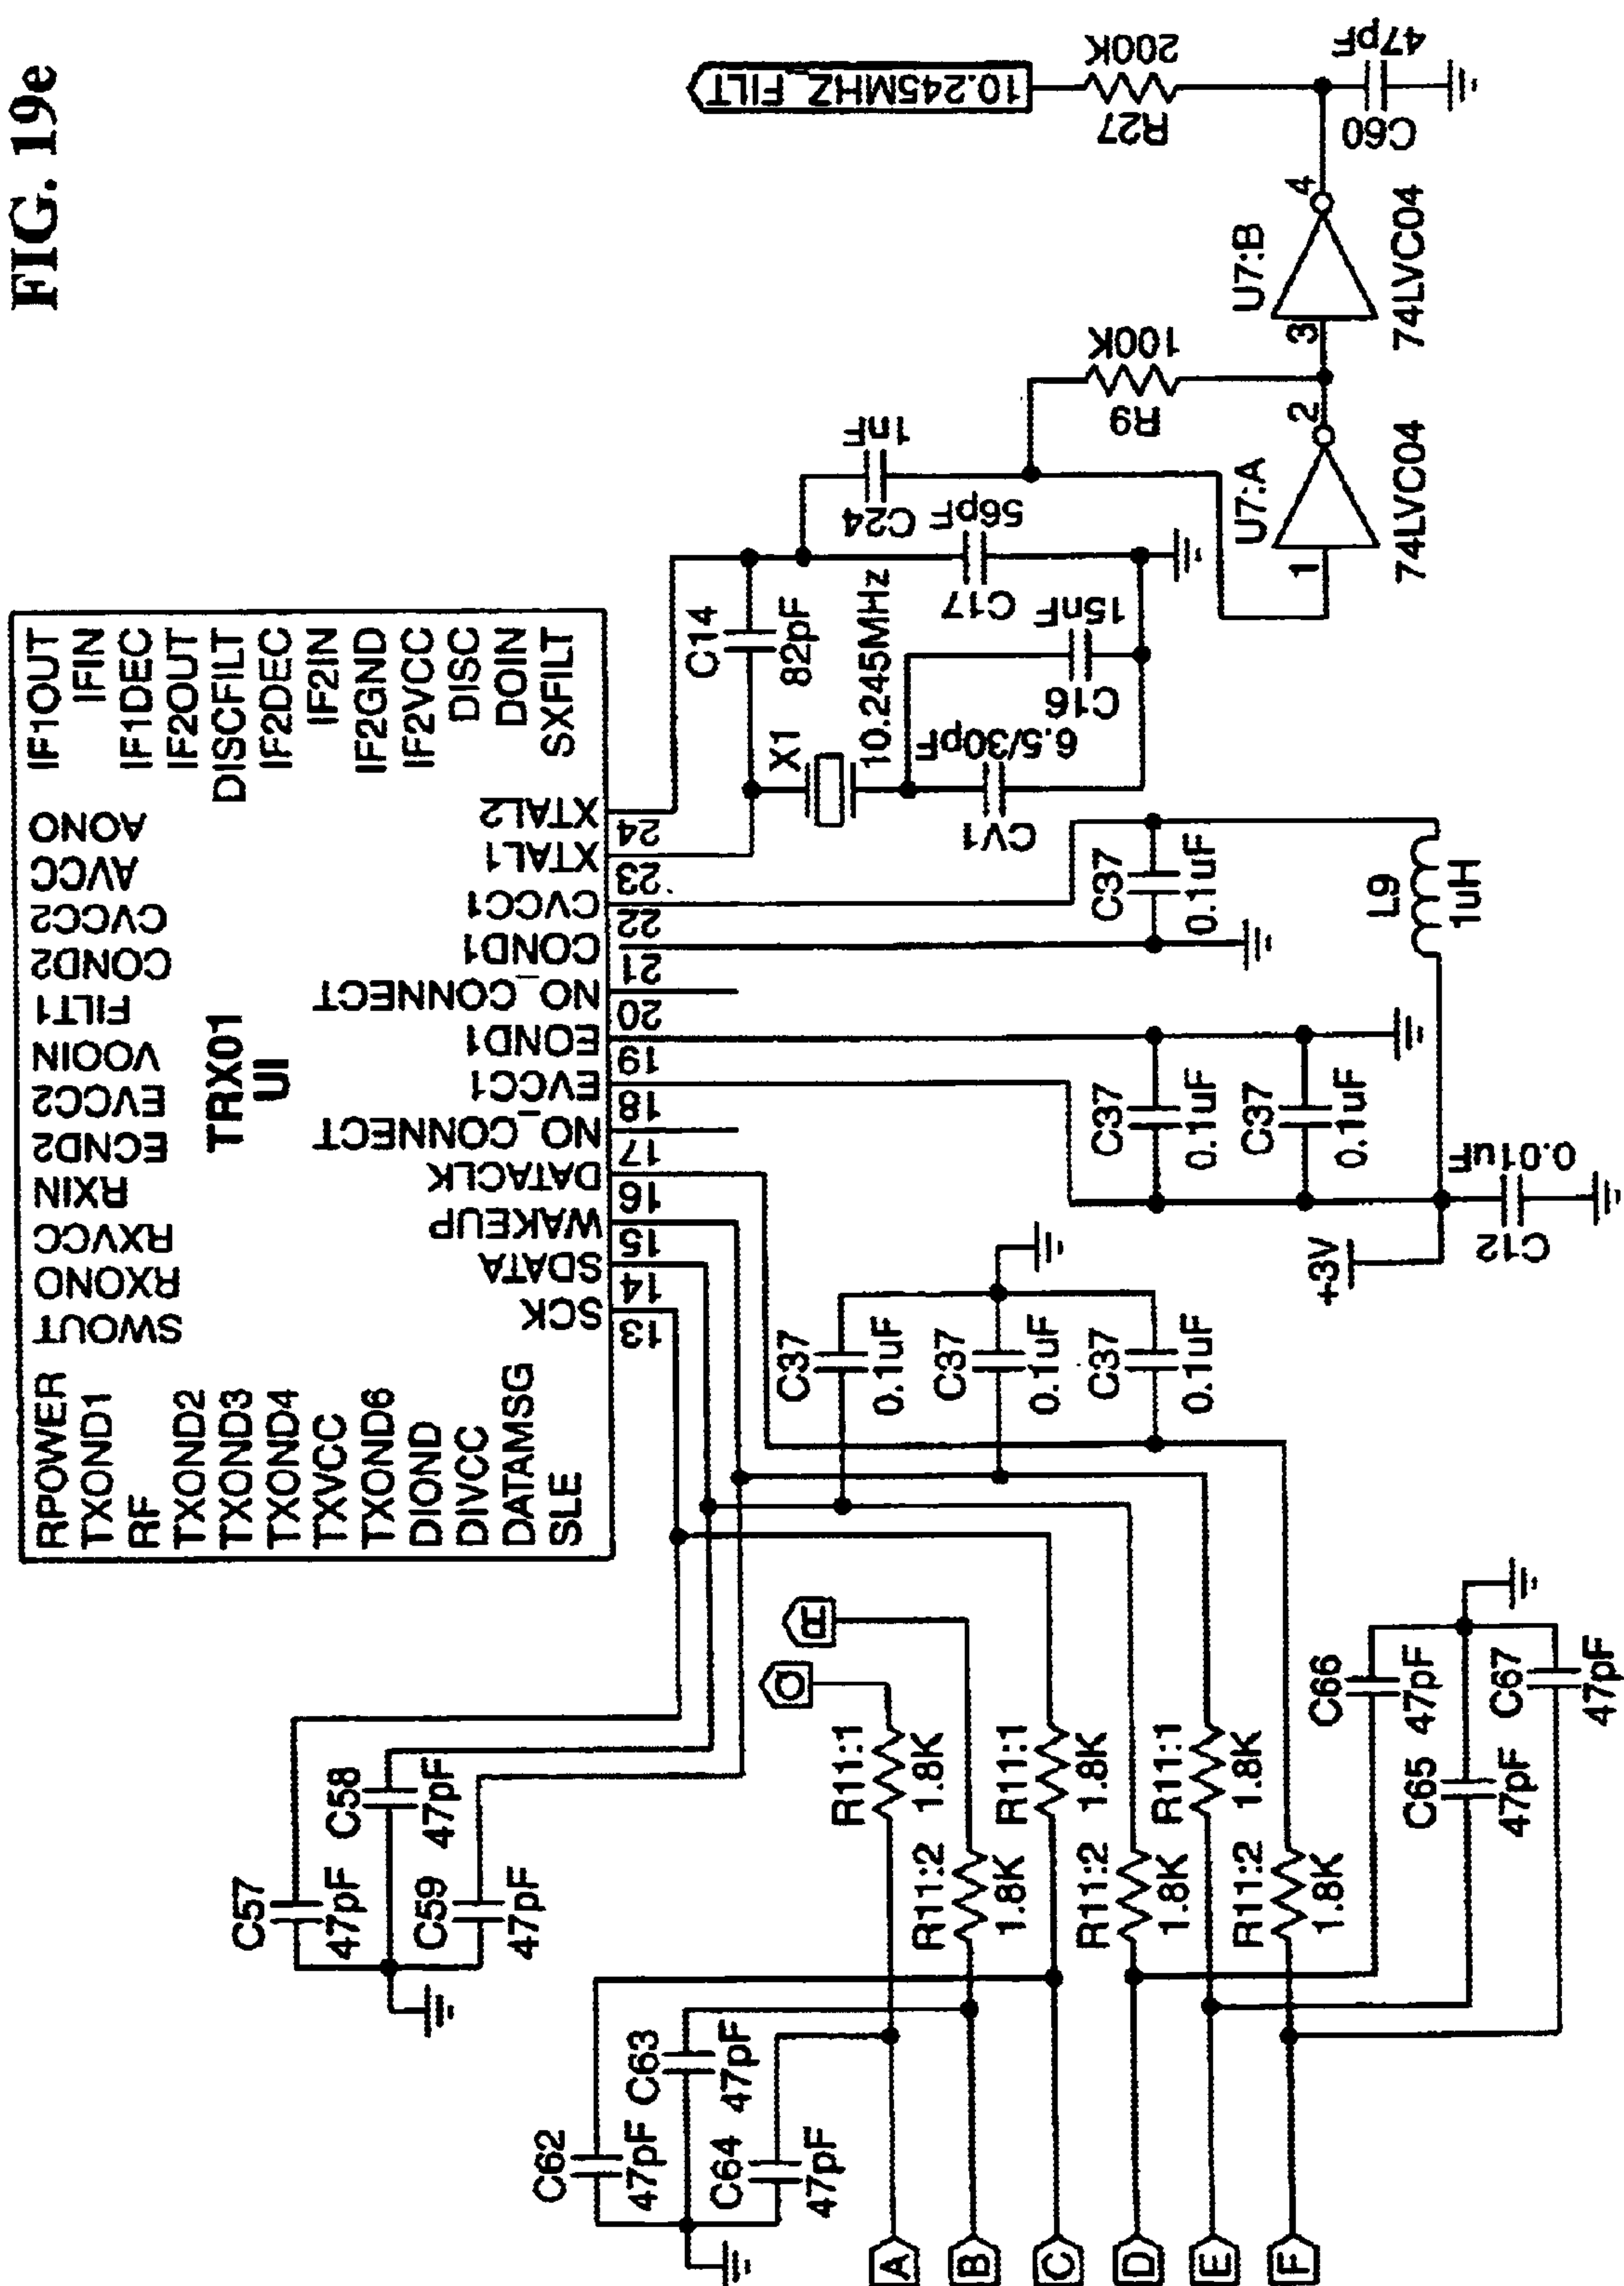 FIG. 19e
RPOWER
TXOND1
RF
TXOND2
TXOND3
TXOND4
TXVCC
TXOND6
DIOND
DIVCC
DATAMSG
SLE
SWOUT
RXONO
RXVCC
RXIN
ECND2
EVCC2
VOOIN
FILT1
COND2
CVCC2
AVCC
AONO
TRX01
UI
IF1OUT
IFIN
IF1DEC
IF2OUT
DISCFILT
IF2DEC
IF2IN
IF2GND
IF2VCC
DISC
DOIN
SXFILT
SCK
13
SDATA
14
WAKEUP
15
DATACLK
16
NO_CONNECT
17
EVCC1
18
EOND1
19
NO_CONNECT
20
COND1
21
CVCC1
22
XTAL1
23
XTAL2
24
C57
47pF
C58
47pF
C59
47pF
C62
47pF
C63
47pF
C64
47pF
A
B
C
D
E
F
R11:1
1.8K
R11:2
1.8K
R11:1
1.8K
R11:2
1.8K
R11:1
1.8K
R11:2
1.8K
C66
47pF
C65
47pF
C67
47pF
C37
0.1uF
C37
0.1uF
C37
0.1uF
+3V
C12
0.01uF
C37
0.1uF
C37
0.1uF
C37
0.1uF
L9
1uH
C14
82pF
X1
10.245MHz
CV1
6.5/30pF
C16
15nF
C17
56pF
C24
1nF
U7:A
1
2
74LVC04
R9
100K
U7:B
3
4
74LVC04
R27
200K
C60
47pF
10.245MHZ_FILT